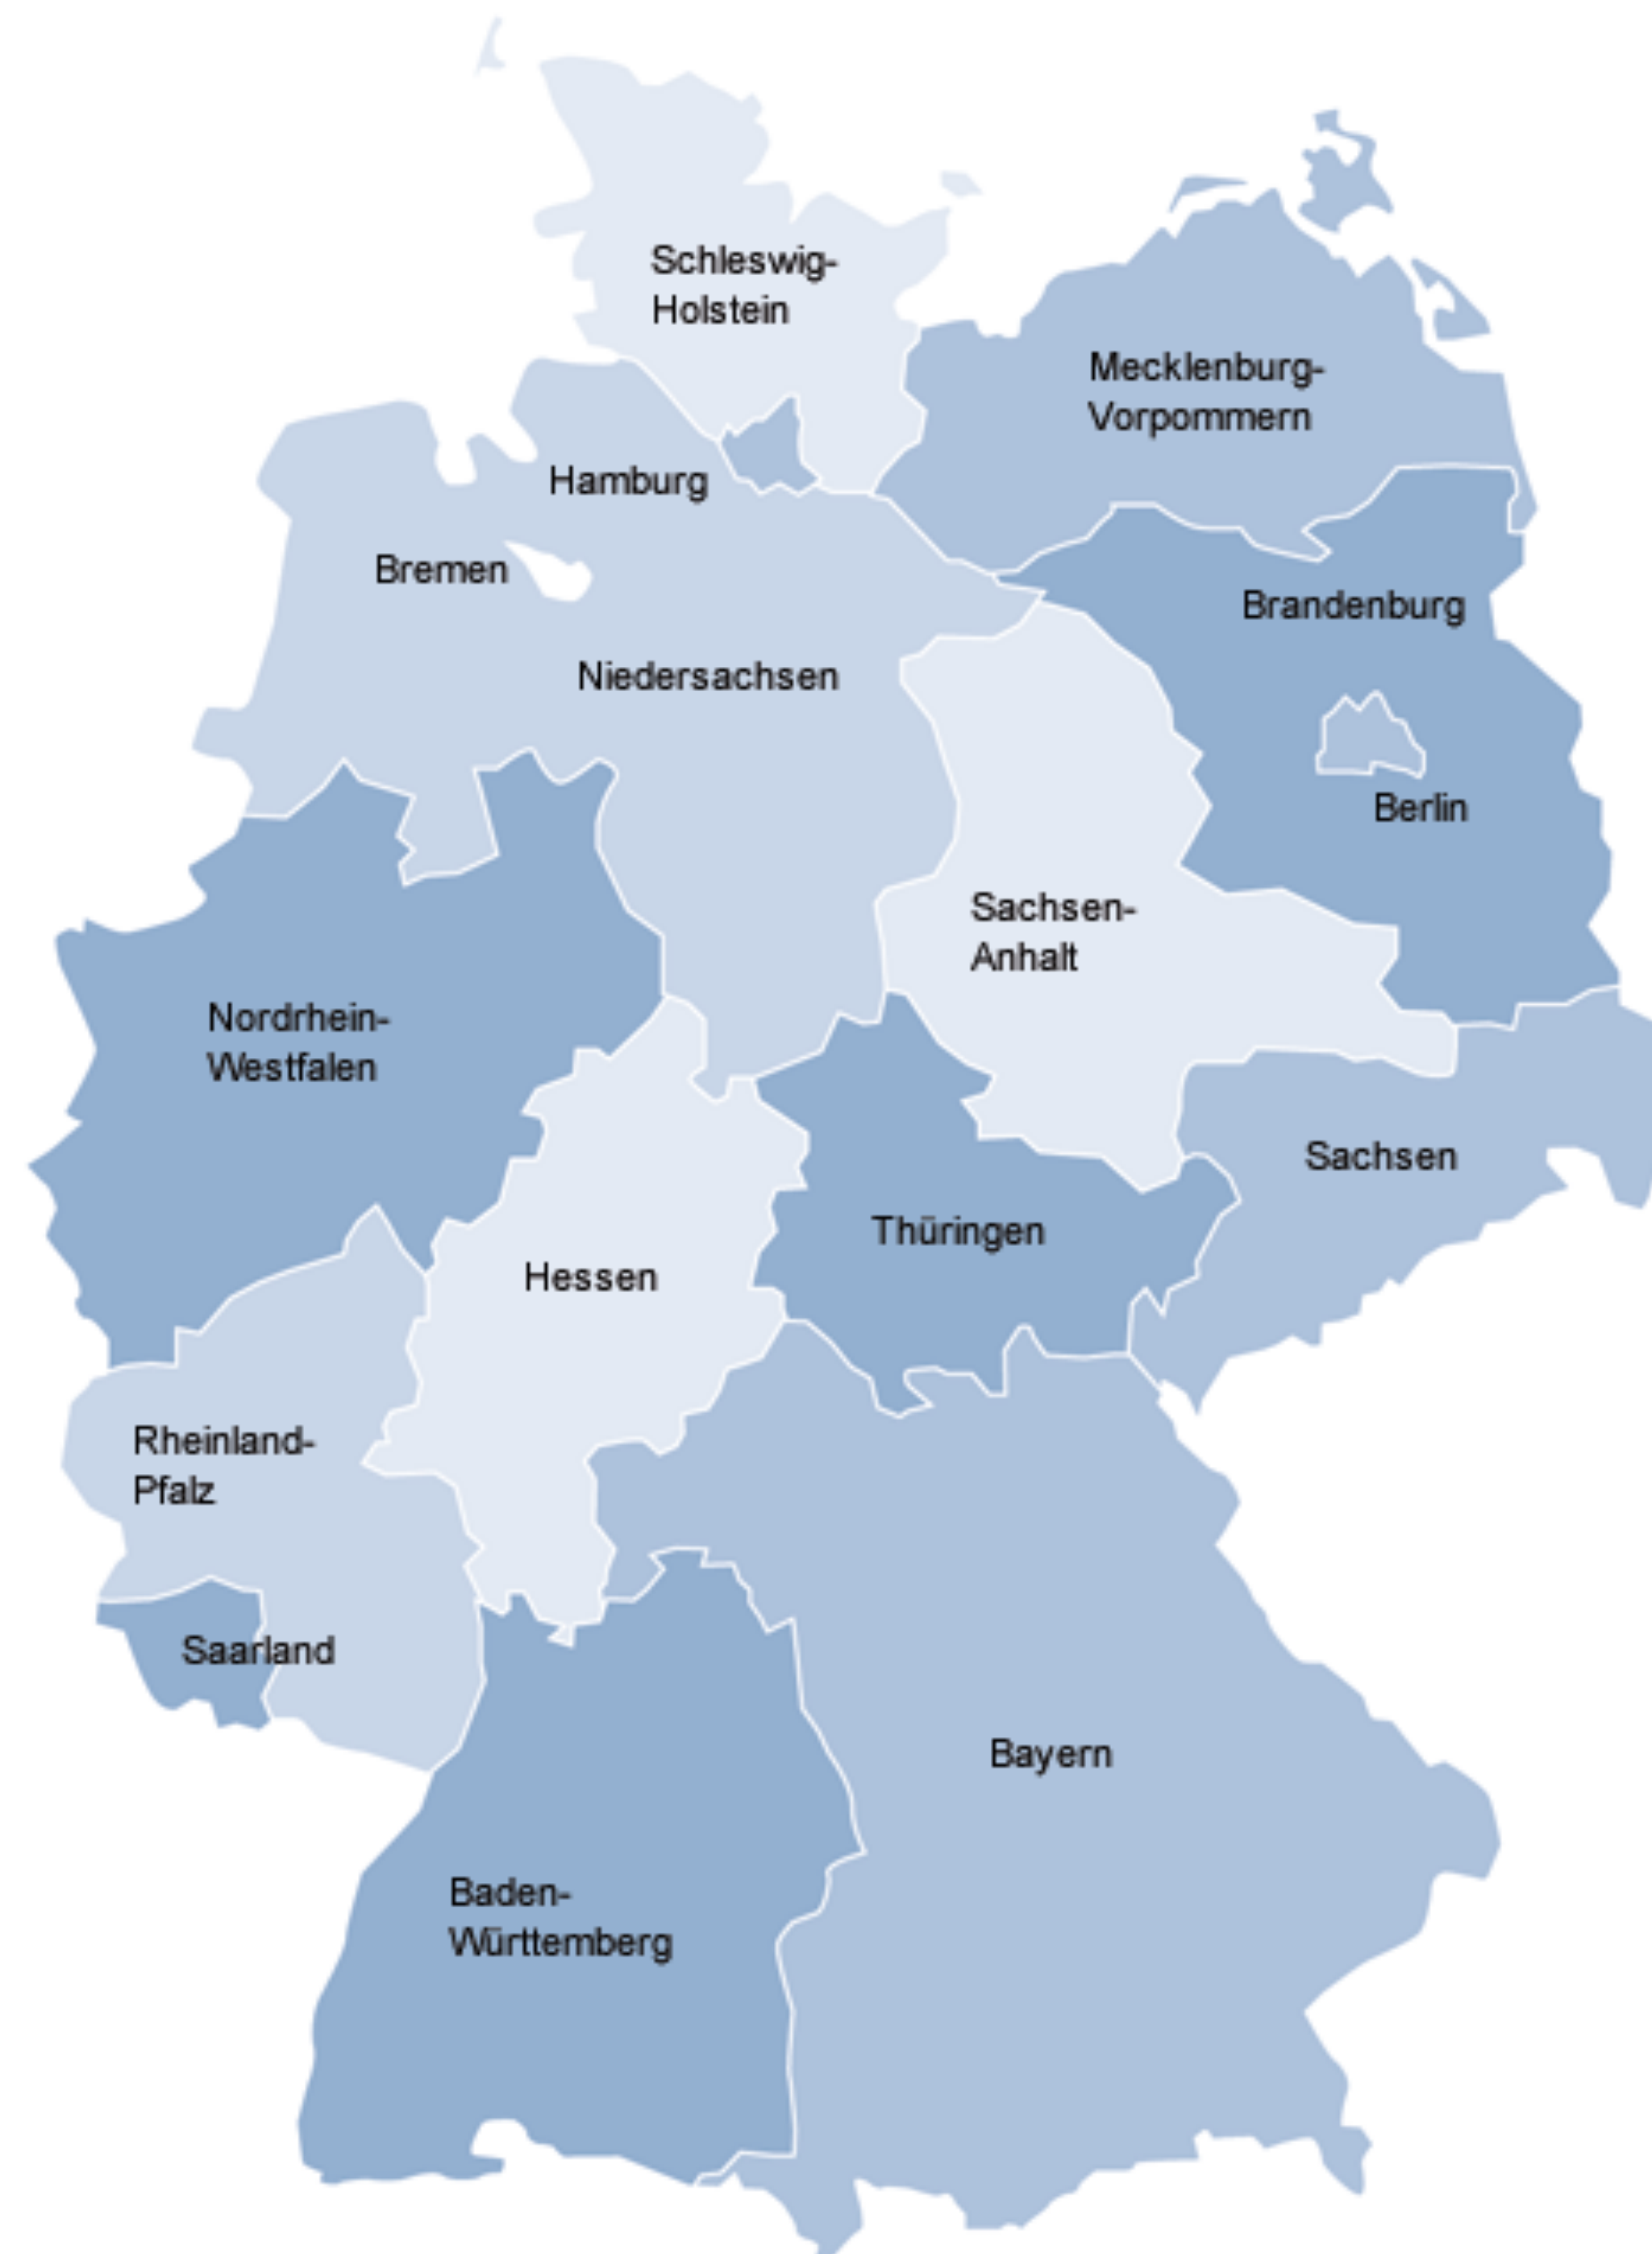 Schleswig-
Holstein
Mecklenburg-
Vorpommern
Hamburg
Bremen
Brandenburg
Niedersachsen
Berlin
Sachsen-
Anhalt
Nordrhein-
Westfalen
Sachsen
Thüringen
Hessen
Rheinland-
Pfalz
Saarland
Bayern
Baden-
Württemberg